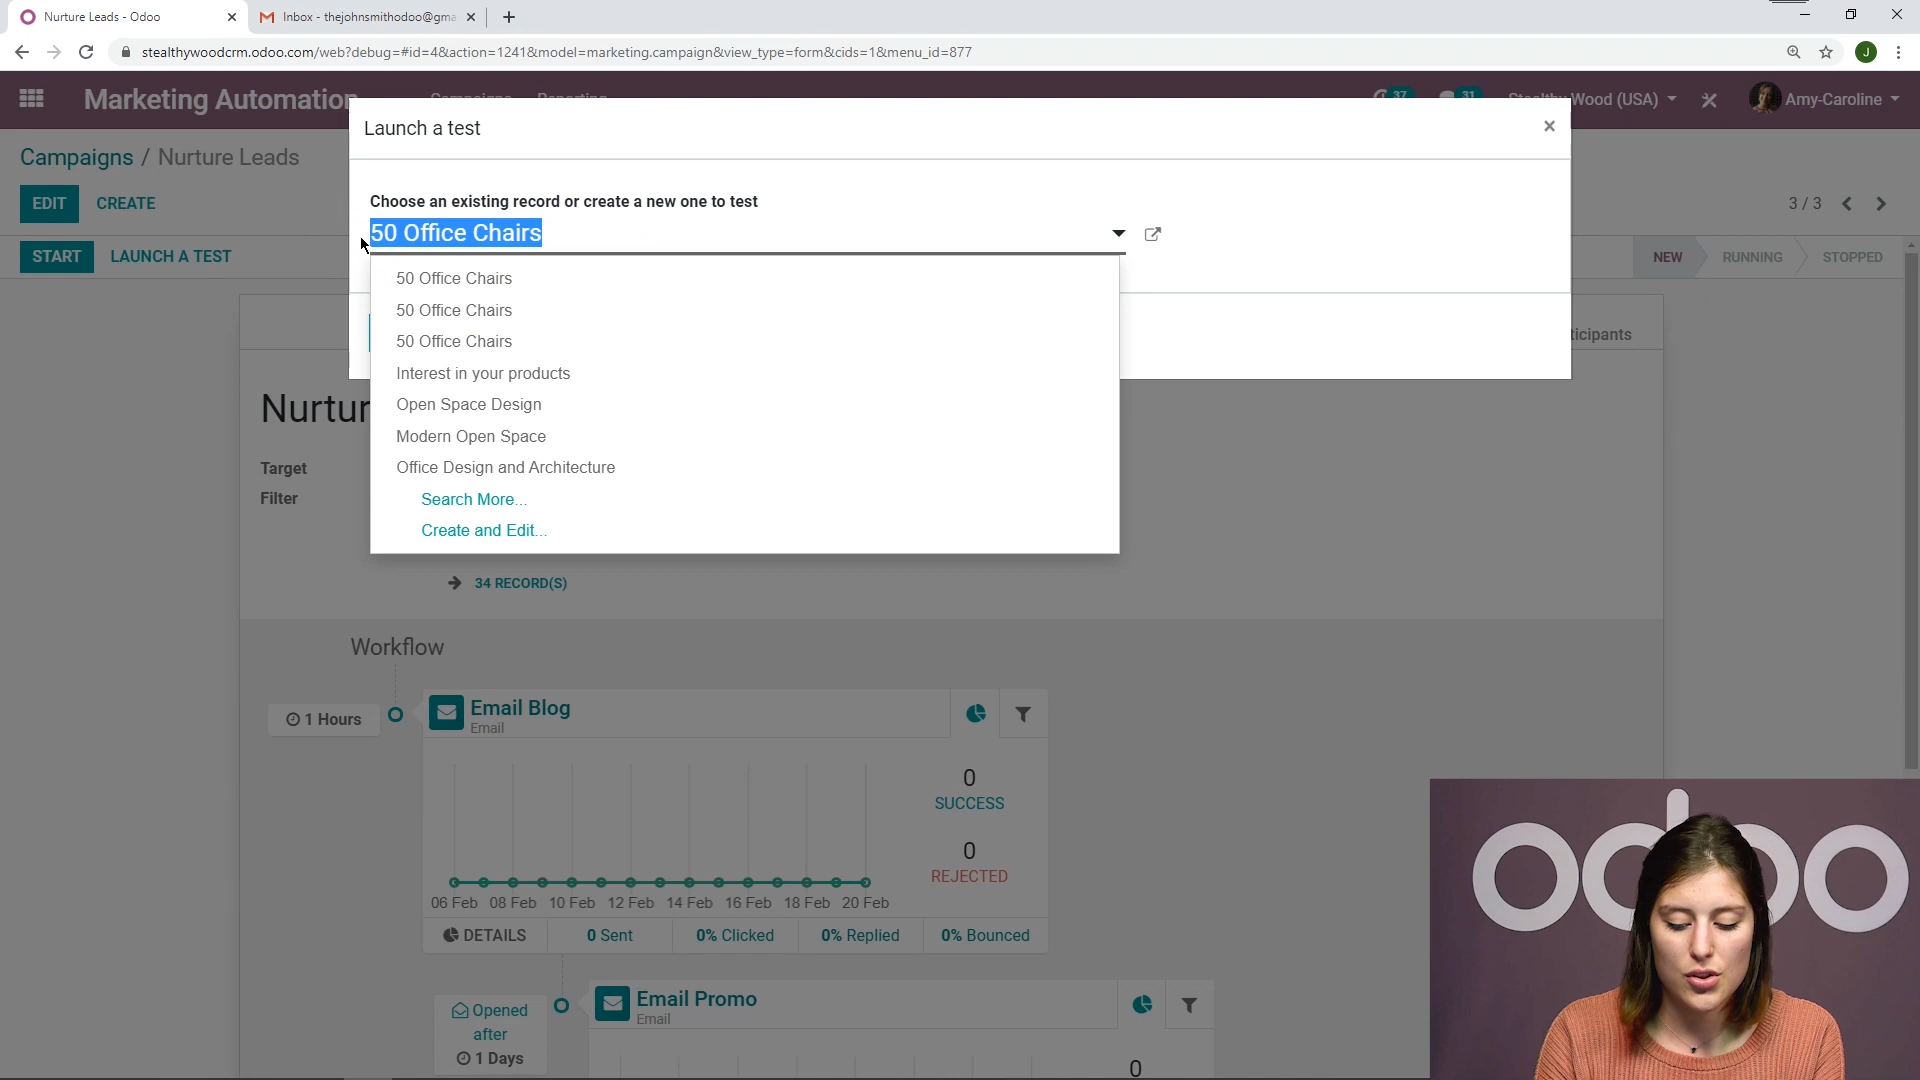 Nurture Leads - Odoo
Inbox - thejohnsmithodoo@gma
stealthywoodcrm.odoo.com/web?debug=#id=4&action=1241&model=marketing.campaign&view_type=form&cids=1&menu_id=877
J
Marketing Automation
Campaigns Reporting
37
31
Stealthy Wood (USA)
Amy-Caroline
Launch a test
×
Campaigns / Nurture Leads
EDIT CREATE
3 / 3
Choose an existing record or create a new one to test
50 Office Chairs
START LAUNCH A TEST
NEW RUNNING STOPPED
50 Office Chairs
50 Office Chairs
50 Office Chairs
Interest in your products
Open Space Design
Modern Open Space
Office Design and Architecture
Search More...
Create and Edit...
ticipants
Nurtur
Target
Filter
34 RECORD(S)
Workflow
1 Hours
Email Blog
Email
0
SUCCESS
0
REJECTED
06 Feb 08 Feb 10 Feb 12 Feb 14 Feb 16 Feb 18 Feb 20 Feb
DETAILS 0 Sent 0% Clicked 0% Replied 0% Bounced
Opened
after
1 Days
Email Promo
Email
0
odoo